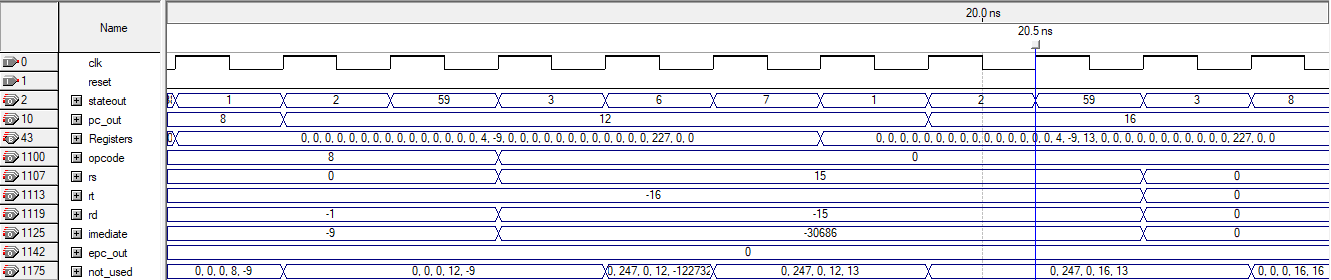 20.0 ns
Name
20.5 ns
0 clk
1 reset
2 stateout 1 2 59 3 6 7 1 2 59 3 8
10 pc_out 8 12 16
43 Registers 0, 0, 0, 0, 0, 0, 0, 0, 0, 0, 0, 0, 0, 0, 4, -9, 0, 0, 0, 0, 0, 0, 0, 0, 0, 0, 0, 0, 0, 227, 0, 0 0, 0, 0, 0, 0, 0, 0, 0, 0, 0, 0, 0, 0, 0, 4, -9, 13, 0, 0, 0, 0, 0, 0, 0, 0, 0, 0, 0, 0, 227, 0, 0
1100 opcode 8 0
1107 rs 0 15 0
1113 rt -16 0
1119 rd -1 -15 0
1125 imediate -9 -30686 0
1142 epc_out 0
1175 not_used 0, 0, 0, 8, -9 0, 0, 0, 12, -9 0, 247, 0, 12, -122732 0, 247, 0, 12, 13 0, 247, 0, 16, 13 0, 0, 0, 16, 16